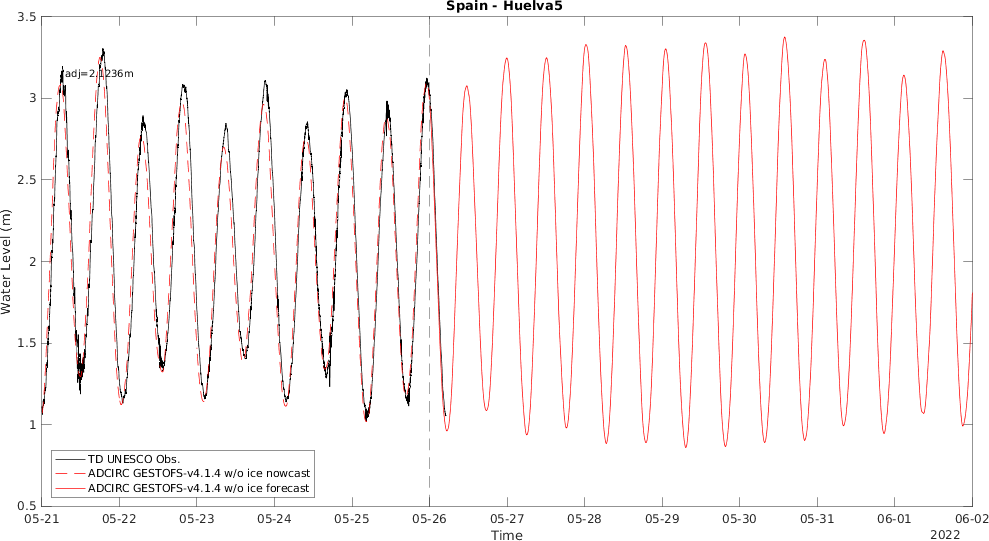 Spain - Huelva5
3.5
3
2.5
2
1.5
1
0.5
Water Level (m)
adj=2.1236m
TD UNESCO Obs.
ADCIRC GESTOFS-v4.1.4 w/o ice nowcast
ADCIRC GESTOFS-v4.1.4 w/o ice forecast
05-21 05-22 05-23 05-24 05-25 05-26 05-27 05-28 05-29 05-30 05-31 06-01 06-02
Time
2022